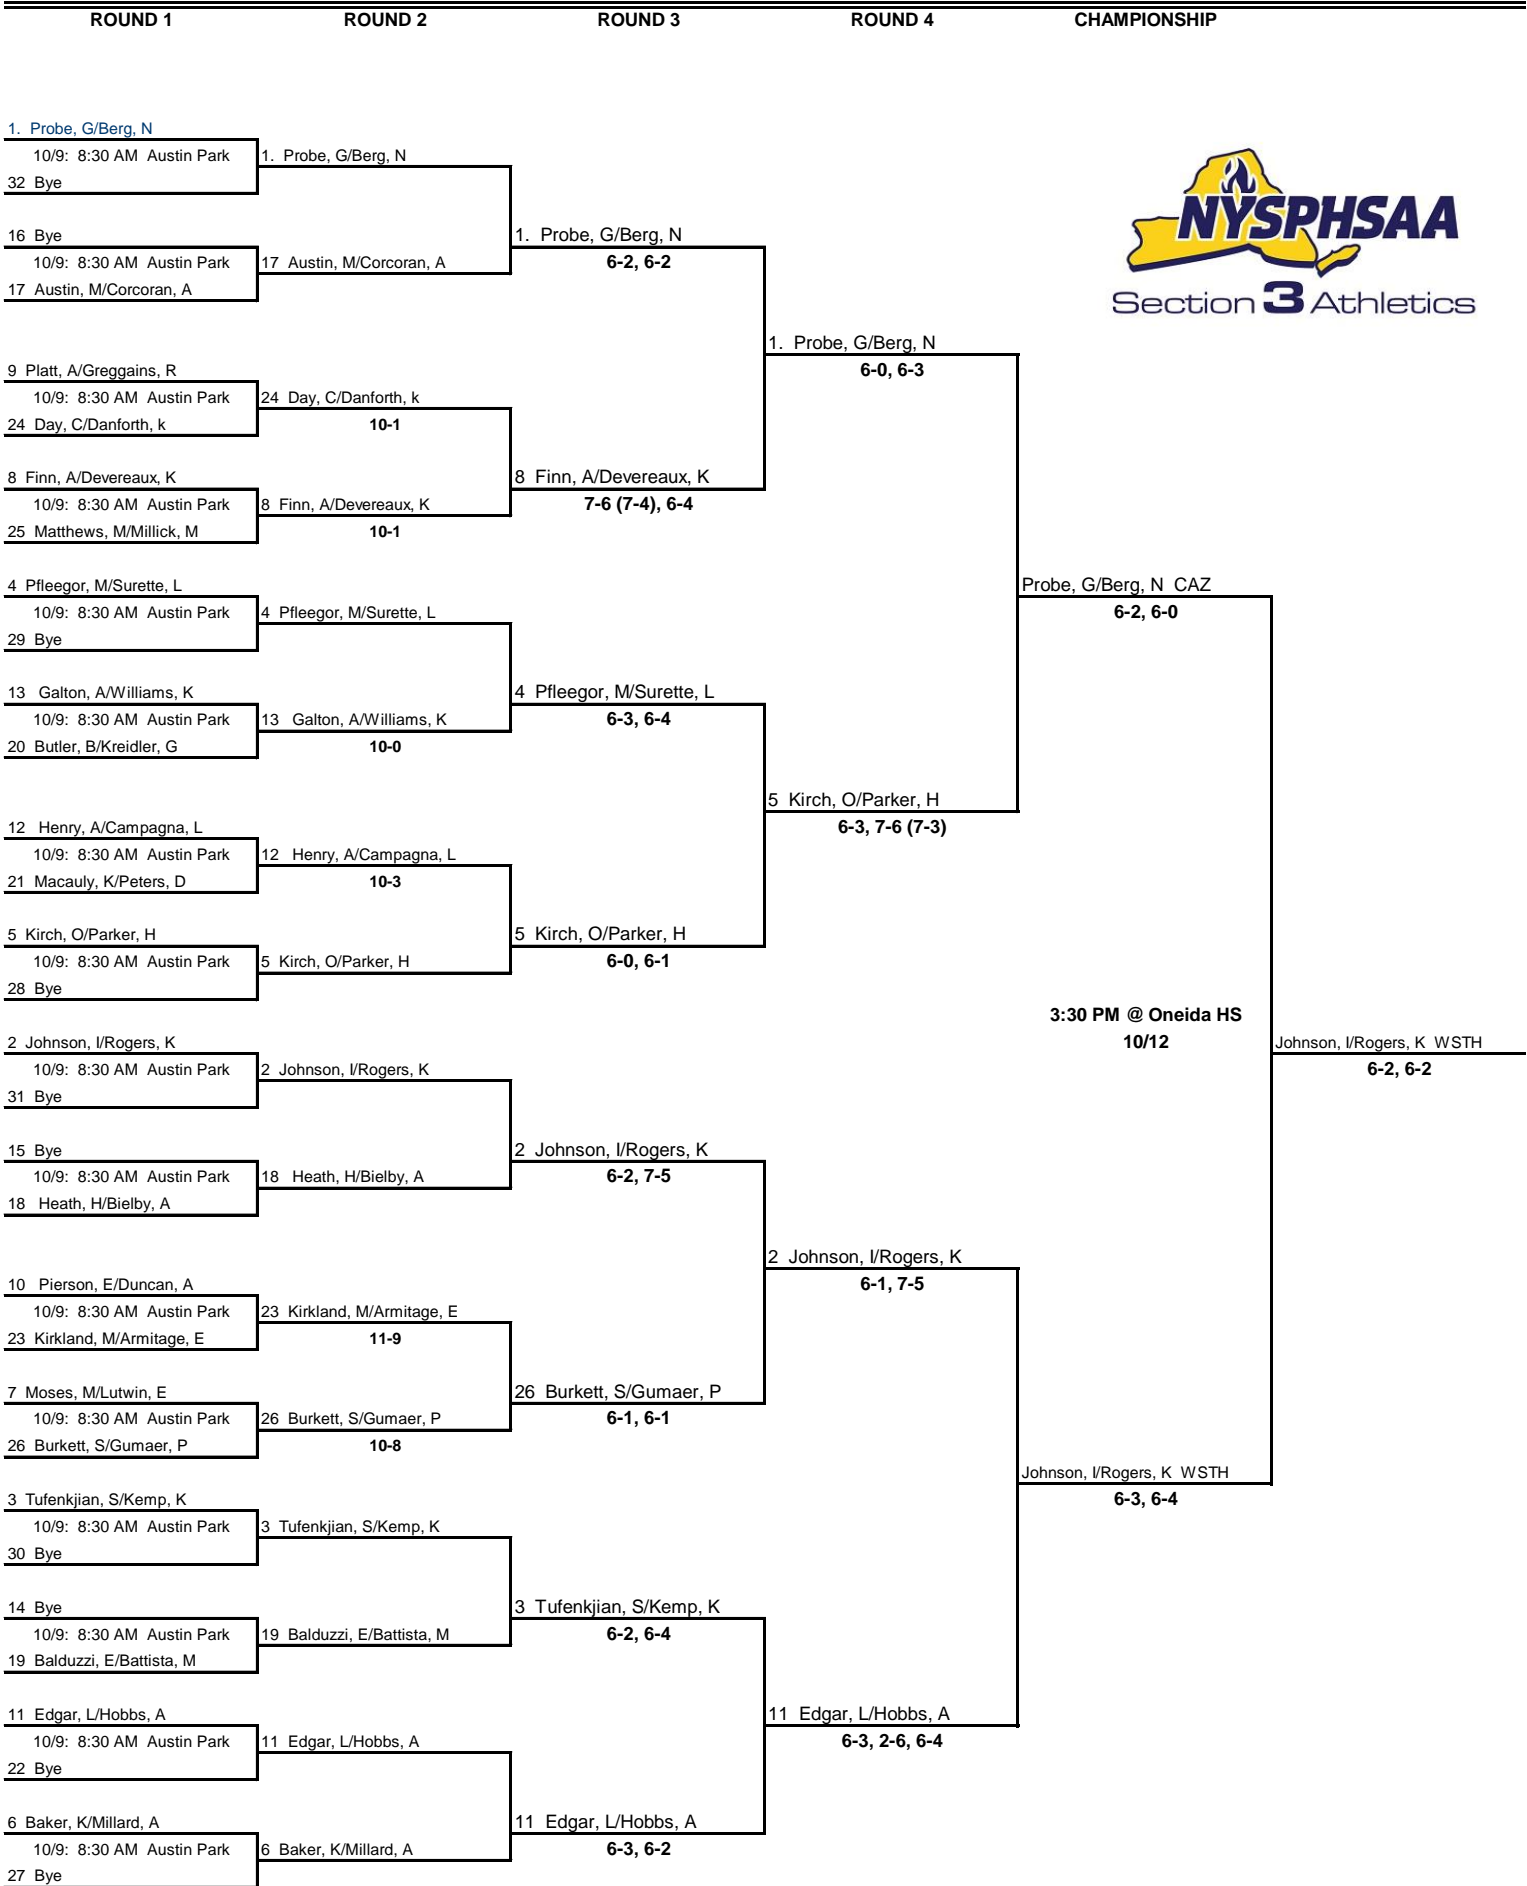 ROUND 1 ROUND 2 ROUND 3 ROUND 4 CHAMPIONSHIP
1. Probe, G/Berg, N
10/9: 8:30 AM Austin Park
32 Bye
16 Bye
10/9: 8:30 AM Austin Park
17 Austin, M/Corcoran, A
9 Platt, A/Greggains, R
10/9: 8:30 AM Austin Park
24 Day, C/Danforth, k
8 Finn, A/Devereaux, K
10/9: 8:30 AM Austin Park
25 Matthews, M/Millick, M
4 Pfleegor, M/Surette, L
10/9: 8:30 AM Austin Park
29 Bye
13 Galton, A/Williams, K
10/9: 8:30 AM Austin Park
20 Butler, B/Kreidler, G
12 Henry, A/Campagna, L
10/9: 8:30 AM Austin Park
21 Macauly, K/Peters, D
5 Kirch, O/Parker, H
10/9: 8:30 AM Austin Park
28 Bye
2 Johnson, I/Rogers, K
10/9: 8:30 AM Austin Park
31 Bye
15 Bye
10/9: 8:30 AM Austin Park
18 Heath, H/Bielby, A
10 Pierson, E/Duncan, A
10/9: 8:30 AM Austin Park
23 Kirkland, M/Armitage, E
7 Moses, M/Lutwin, E
10/9: 8:30 AM Austin Park
26 Burkett, S/Gumaer, P
3 Tufenkjian, S/Kemp, K
10/9: 8:30 AM Austin Park
30 Bye
14 Bye
10/9: 8:30 AM Austin Park
19 Balduzzi, E/Battista, M
11 Edgar, L/Hobbs, A
10/9: 8:30 AM Austin Park
22 Bye
6 Baker, K/Millard, A
10/9: 8:30 AM Austin Park
27 Bye
1. Probe, G/Berg, N
17 Austin, M/Corcoran, A
24 Day, C/Danforth, k
10-1
8 Finn, A/Devereaux, K
10-1
4 Pfleegor, M/Surette, L
13 Galton, A/Williams, K
10-0
12 Henry, A/Campagna, L
10-3
5 Kirch, O/Parker, H
2 Johnson, I/Rogers, K
18 Heath, H/Bielby, A
23 Kirkland, M/Armitage, E
11-9
26 Burkett, S/Gumaer, P
10-8
3 Tufenkjian, S/Kemp, K
19 Balduzzi, E/Battista, M
11 Edgar, L/Hobbs, A
6 Baker, K/Millard, A
1. Probe, G/Berg, N
6-2, 6-2
8 Finn, A/Devereaux, K
7-6 (7-4), 6-4
4 Pfleegor, M/Surette, L
6-3, 6-4
5 Kirch, O/Parker, H
6-0, 6-1
2 Johnson, I/Rogers, K
6-2, 7-5
26 Burkett, S/Gumaer, P
6-1, 6-1
3 Tufenkjian, S/Kemp, K
6-2, 6-4
11 Edgar, L/Hobbs, A
6-3, 6-2
1. Probe, G/Berg, N
6-0, 6-3
5 Kirch, O/Parker, H
6-3, 7-6 (7-3)
2 Johnson, I/Rogers, K
6-1, 7-5
11 Edgar, L/Hobbs, A
6-3, 2-6, 6-4
NYSPHSAA
Section 3 Athletics
Probe, G/Berg, N CAZ
6-2, 6-0
3:30 PM @ Oneida HS
10/12
Johnson, I/Rogers, K WSTH
6-3, 6-4
Johnson, I/Rogers, K WSTH
6-2, 6-2